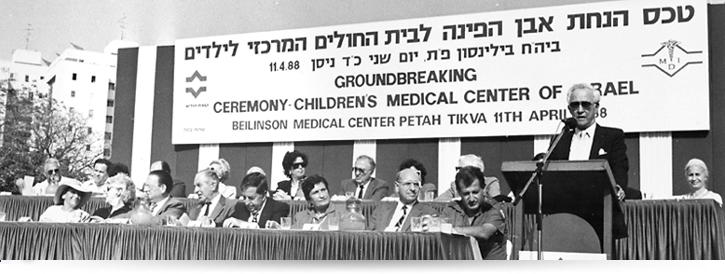 טכס הנחת אבן הפינה לבית החולים המרכזי לילדים
ביה"ח בילינסון פ"ת, יום שני כ"ד ניסן 11.4.88
GROUNDBREAKING
CEREMONY-CHILDREN'S MEDICAL CENTER OF ISRAEL
BEILINSON MEDICAL CENTER PETAH TIKVA 11TH APRIL
M D I